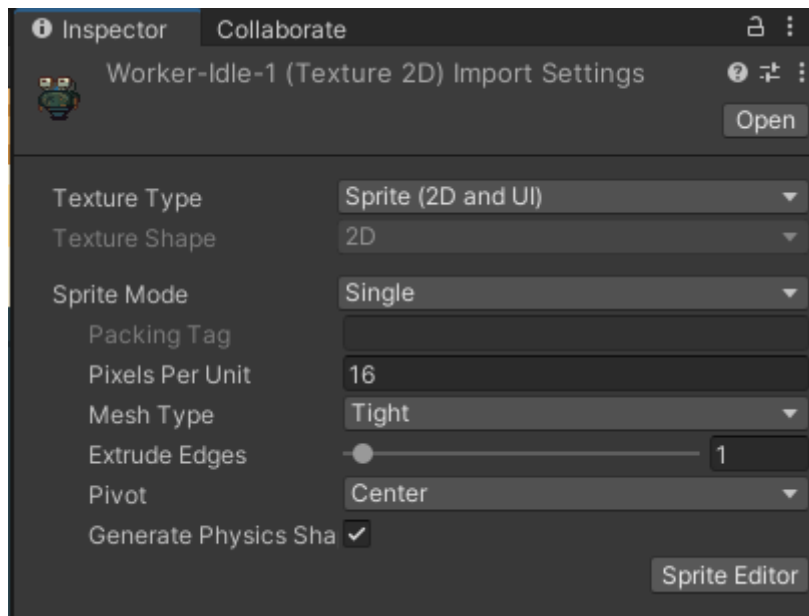 Inspector Collaborate
Worker-Idle-1 (Texture 2D) Import Settings
Open
Texture Type Sprite (2D and UI)
Texture Shape 2D
Sprite Mode Single
Packing Tag
Pixels Per Unit 16
Mesh Type Tight
Extrude Edges 1
Pivot Center
Generate Physics Sha
Sprite Editor